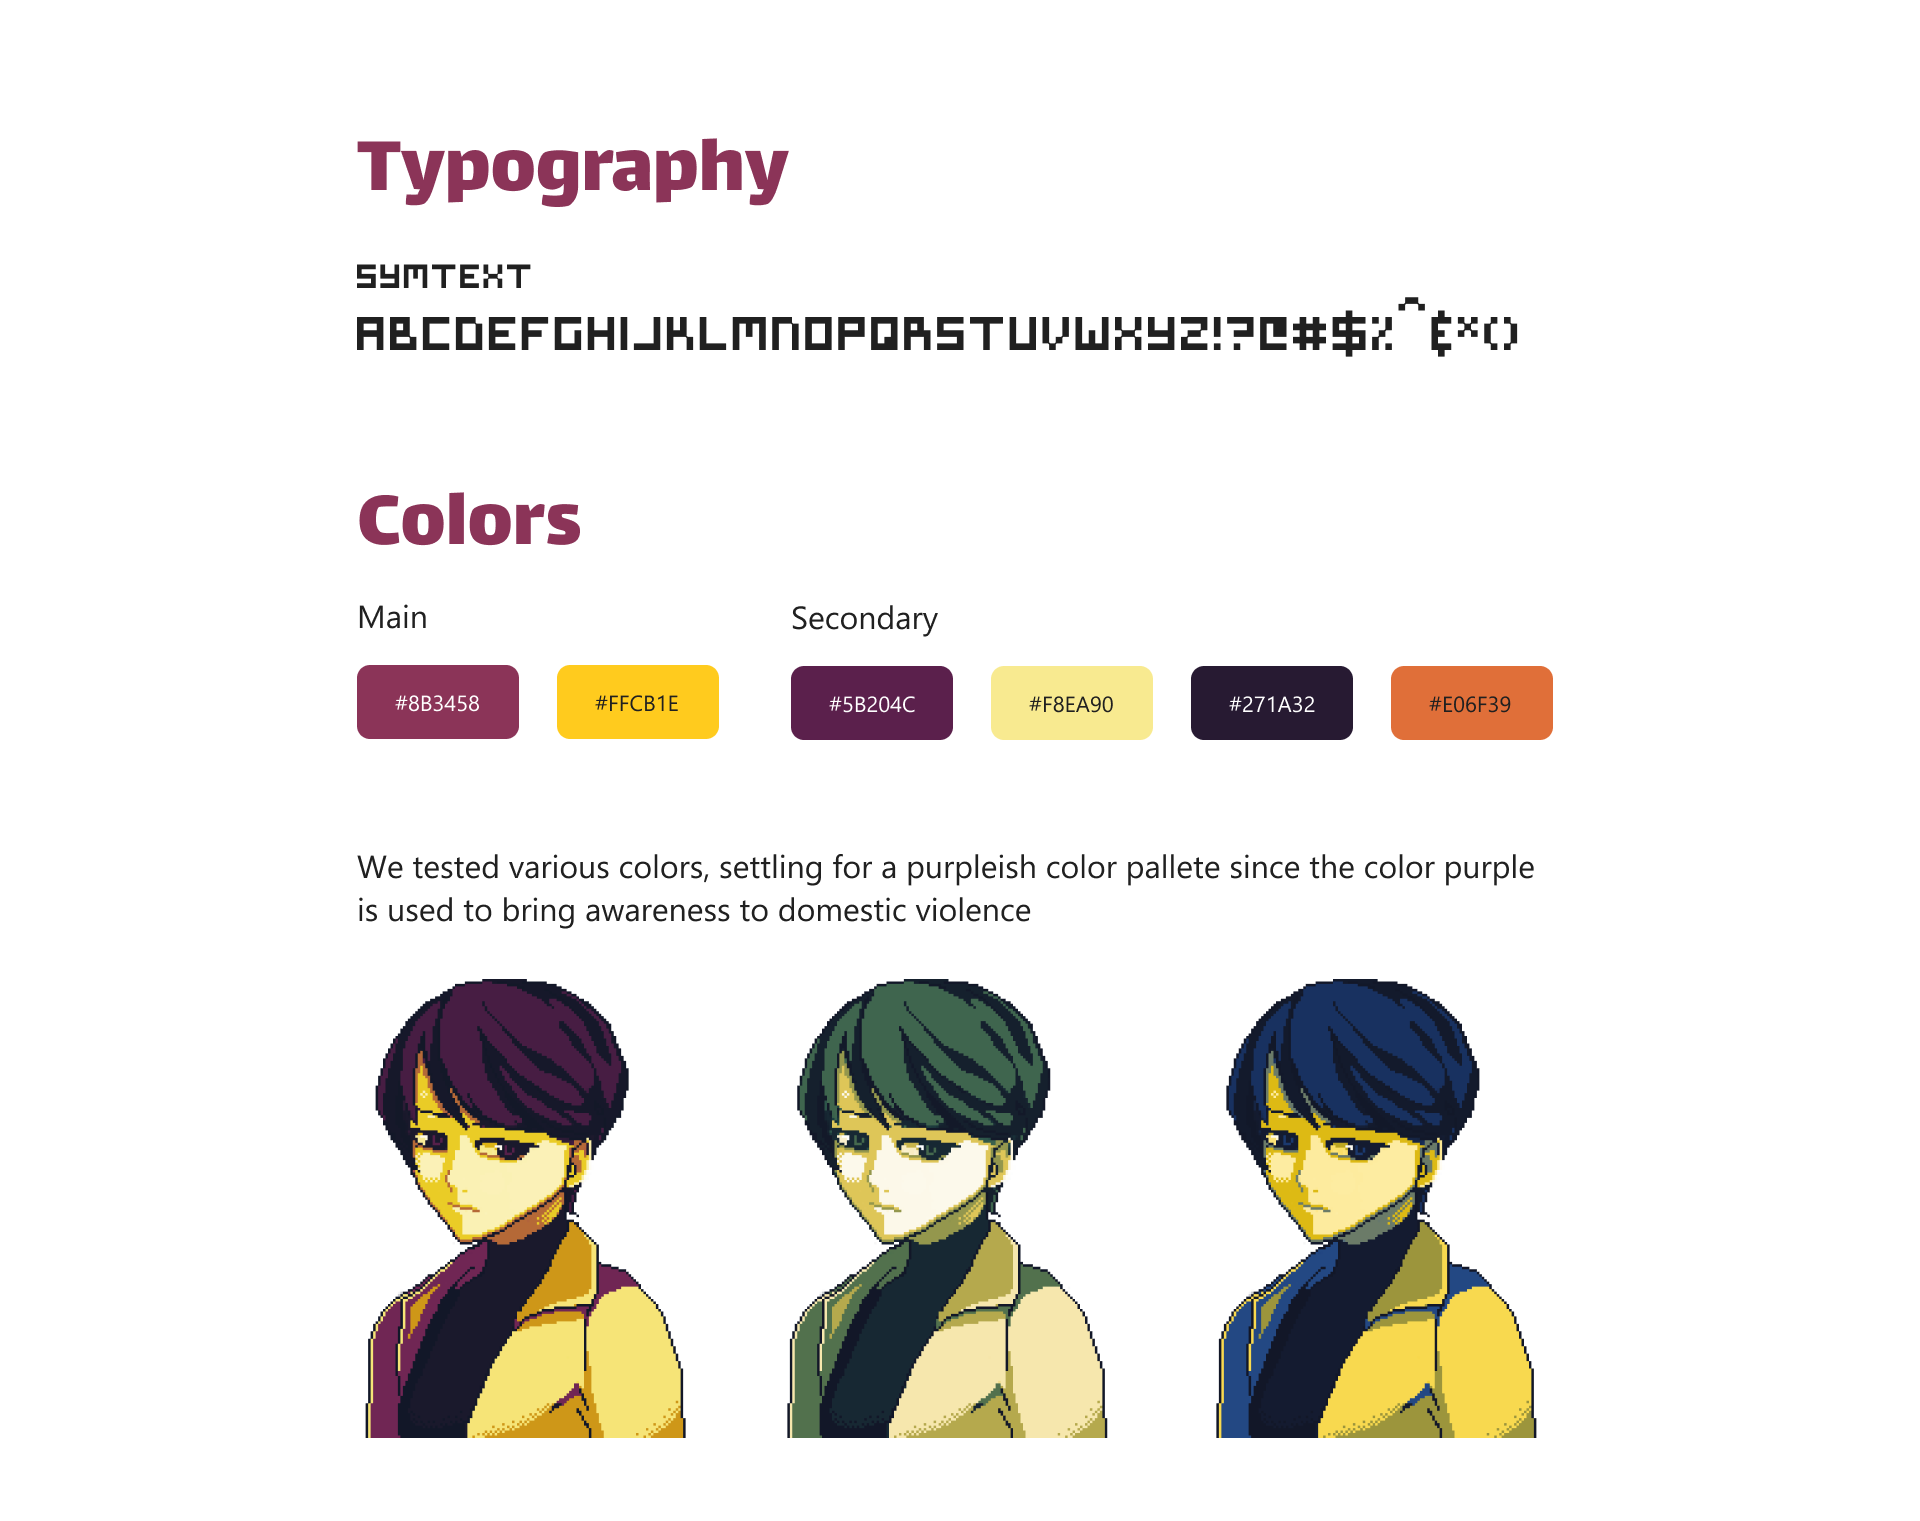 Typography
SYMTEXT
ABCDEFGHIJKLMNOPQRSTUVWXYZ!?@#$%^&*()
Colors
Main
Secondary
#8B3458
#FFCB1E
#5B204C
#F8EA90
#271A32
#E06F39
We tested various colors, settling for a purpleish color pallete since the color purple
is used to bring awareness to domestic violence